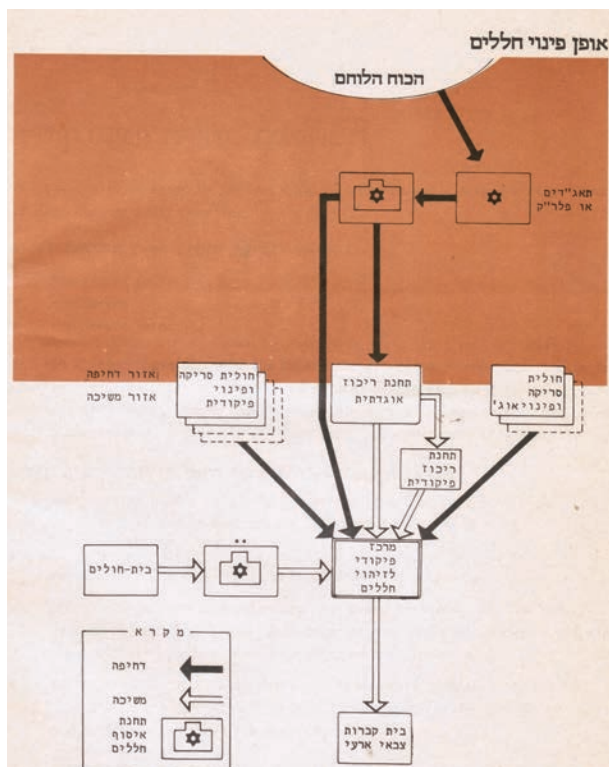 אופן פינוי חללים
הכוח הלוחם
תאג"דים
או פלר"ק
אזור דחיפה:
אזור משיכה
חולית סריקה
ופינוי
פיקודית
תחנת ריכוז
אוגדתית
חולית
סריקה
ופינויאוג'
תחנת
ריכוז
פיקודית
מרכז
פיקודי
לזיהוי
חללים
בית-חולים
מקרא
דחיפה
משיכה
תחנת
איסוף
חללים
בית קברות
צבאי ארעי